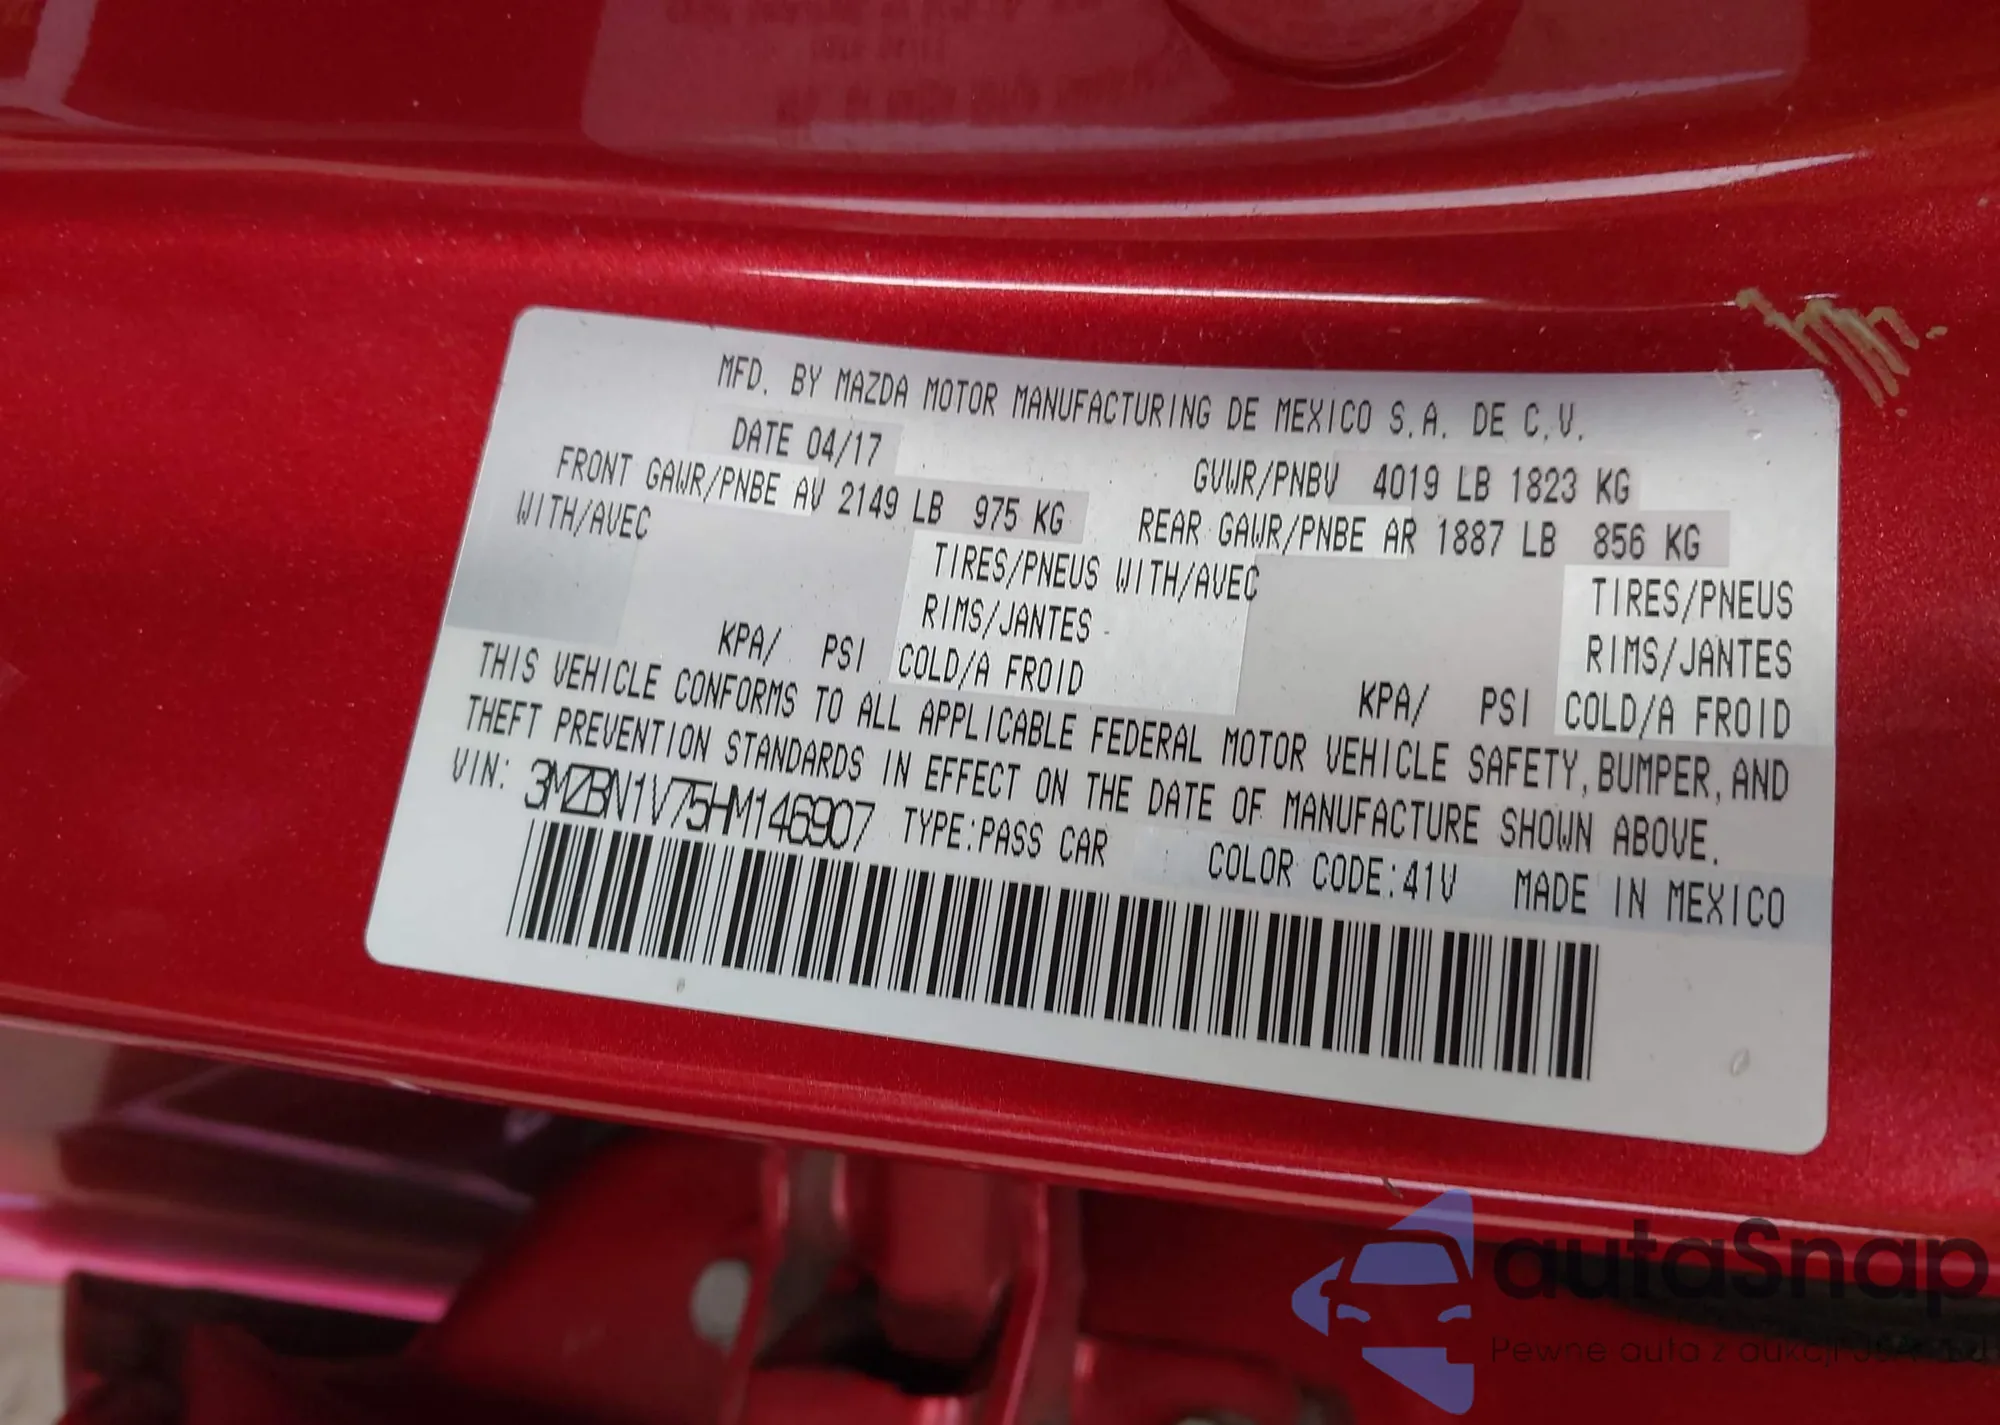 MFD. BY MAZDA MOTOR MANUFACTURING DE MEXICO S.A. DE C.V.
DATE 04/17 GVWR/PNBV 4019 LB 1823 KG
FRONT GAWR/PNBE AV 2149 LB 975 KG REAR GAWR/PNBE AR 1887 LB 856 KG
WITH/AVEC TIRES/PNEUS WITH/AVEC TIRES/PNEUS
RIMS/JANTES RIMS/JANTES
KPA/ PSI COLD/A FROID KPA/ PSI COLD/A FROID
THIS VEHICLE CONFORMS TO ALL APPLICABLE FEDERAL MOTOR VEHICLE SAFETY, BUMPER, AND
THEFT PREVENTION STANDARDS IN EFFECT ON THE DATE OF MANUFACTURE SHOWN ABOVE.
VIN: 3MZBN1V75HM146907 TYPE:PASS CAR COLOR CODE:41V MADE IN MEXICO
autaSnap
Pewne auta z aukcji